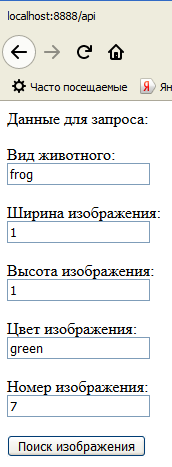 localhost:8888/api
Часто посещаемые
Ян
Данные для запроса:
Вид животного:
frog
Ширина изображения:
1
Высота изображения:
1
Цвет изображения:
green
Номер изображения:
7
Поиск изображения